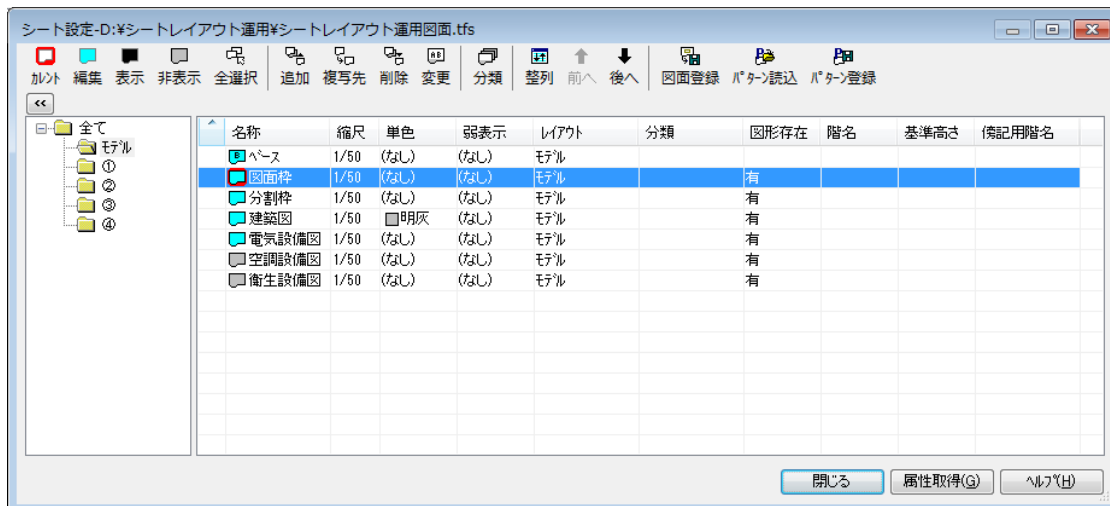 シート設定-D:¥シートレイアウト運用¥シートレイアウト運用図面.tfs
ｶﾚﾝﾄ 編集 表示 非表示 全選択 追加 複写先 削除 変更 分類 整列 前へ 後へ 図面登録 ﾊﾟﾀｰﾝ読込 ﾊﾟﾀｰﾝ登録
<<
全て
ﾓﾃﾞﾙ
①
②
③
④
名称 縮尺 単色 弱表示 ﾚｲｱｳﾄ 分類 図形存在 階名 基準高さ 傍記用階名
B ﾍﾞｰｽ 1/50 (なし) (なし) ﾓﾃﾞﾙ
図面枠 1/50 (なし) (なし) ﾓﾃﾞﾙ 有
分割枠 1/50 (なし) (なし) ﾓﾃﾞﾙ 有
建築図 1/50 明灰 (なし) ﾓﾃﾞﾙ 有
電気設備図 1/50 (なし) (なし) ﾓﾃﾞﾙ 有
空調設備図 1/50 (なし) (なし) ﾓﾃﾞﾙ 有
衛生設備図 1/50 (なし) (なし) ﾓﾃﾞﾙ 有
閉じる 属性取得(G) ﾍﾙﾌﾟ(H)